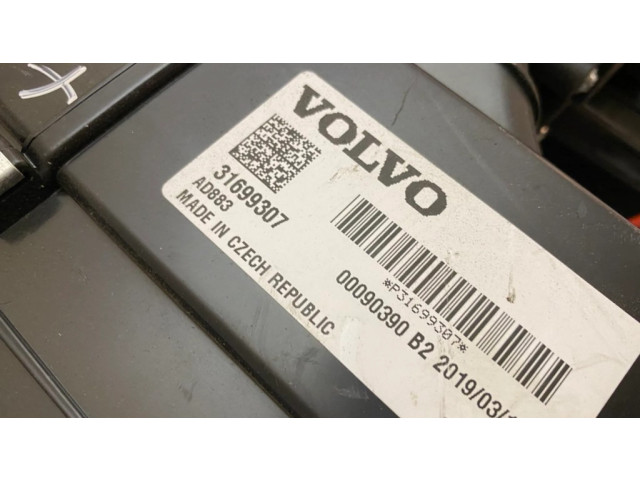 VOLVO
31699307
AD883
MADE IN CZECH REPUBLIC
*P31699307*
00090390 B2 2019/03/